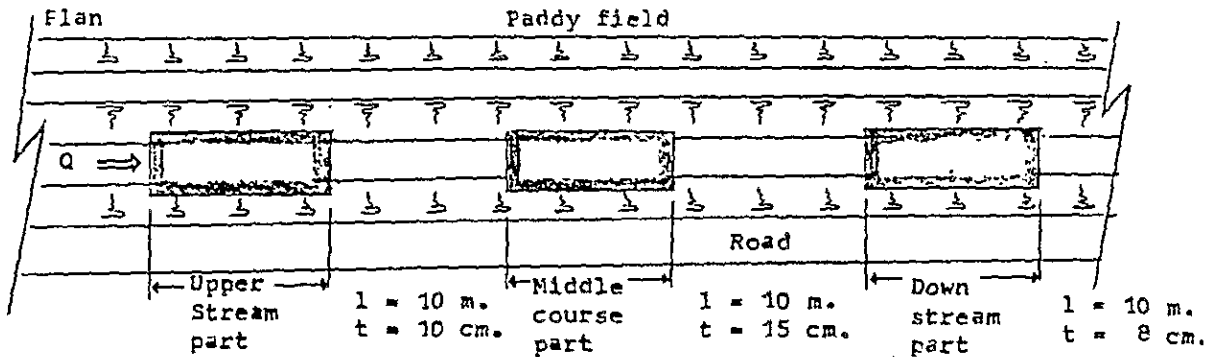 Flan
Paddy field
Q
Road
Upper
Stream
part
l = 10 m.
t = 10 cm.
Middle
course
part
l = 10 m.
t = 15 cm.
Down
stream
part
l = 10 m.
t = 8 cm.